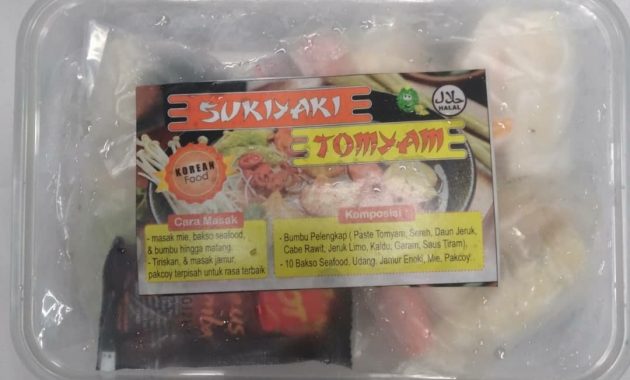 SUKIYAKI
TOMYAM
حلال
HALAL
KOREAN
Food
Cara Masak
- masak mie, bakso seafood,
& bumbu hingga matang.
- Tiriskan, & masak jamur,
pakcoy terpisah untuk rasa terbaik
Komposisi :
- Bumbu Pelengkap ( Paste Tomyam, Sereh, Daun Jeruk,
Cabe Rawit, Jeruk Limo, Kaldu, Garam, Saus Tiram),
- 10 Bakso Seafood, Udang, Jamur Enoki, Mie, Pakcoy